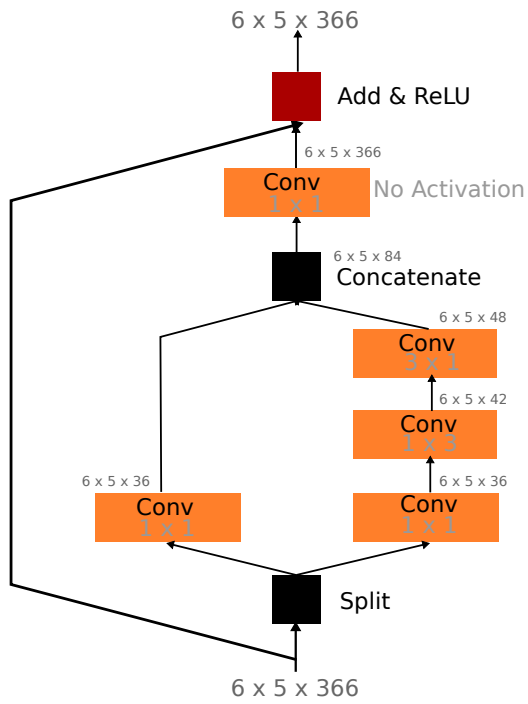 6 x 5 x 366
Add & ReLU
6 x 5 x 366
Conv
1 x 1
No Activation
6 x 5 x 84
Concatenate
6 x 5 x 48
Conv
3 x 1
6 x 5 x 42
Conv
1 x 3
6 x 5 x 36
Conv
1 x 1
6 x 5 x 36
Conv
1 x 1
Split
6 x 5 x 366